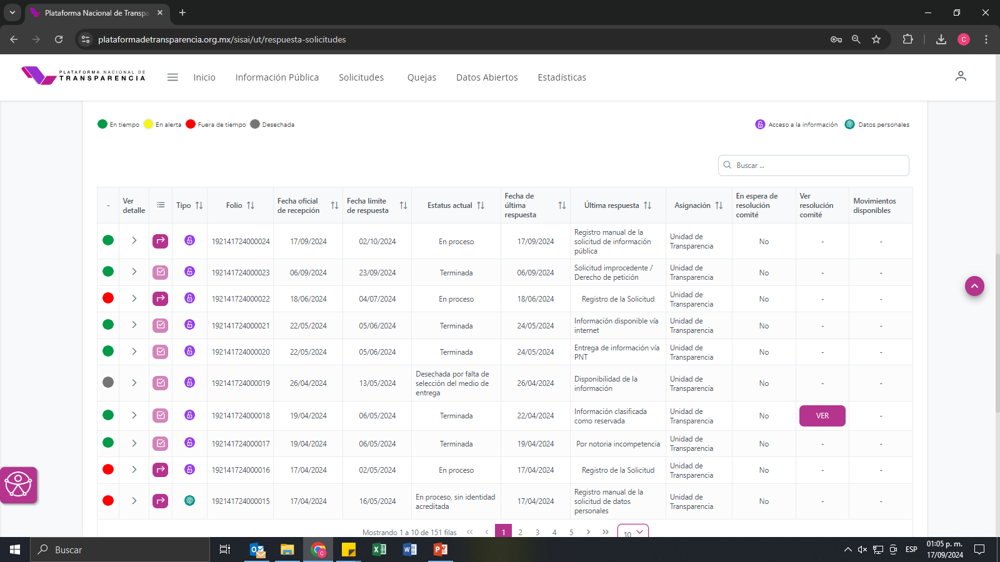 Plataforma Nacional de Transpa
plataformadetransparencia.org.mx/sisai/ut/respuesta-solicitudes
C
PLATAFORMA NACIONAL DE
TRANSPARENCIA
Inicio
Información Pública
Solicitudes
Quejas
Datos Abiertos
Estadísticas
En tiempo
En alerta
Fuera de tiempo
Desechada
Acceso a la información
Datos personales
Buscar ...
-
Ver
detalle
Tipo
Folio
Fecha oficial
de recepción
Fecha límite
de respuesta
Estatus actual
Fecha de
última
respuesta
Última respuesta
Asignación
En espera de
resolución
comité
Ver
resolución
comité
Movimientos
disponibles
192141724000024
17/09/2024
02/10/2024
En proceso
17/09/2024
Registro manual de la
solicitud de información
pública
Unidad de
Transparencia
No
-
-
192141724000023
06/09/2024
23/09/2024
Terminada
06/09/2024
Solicitud improcedente /
Derecho de petición
Unidad de
Transparencia
No
-
-
192141724000022
18/06/2024
04/07/2024
En proceso
18/06/2024
Registro de la Solicitud
Unidad de
Transparencia
No
-
-
192141724000021
22/05/2024
05/06/2024
Terminada
24/05/2024
Información disponible vía
internet
Unidad de
Transparencia
No
-
-
192141724000020
22/05/2024
05/06/2024
Terminada
24/05/2024
Entrega de información vía
PNT
Unidad de
Transparencia
No
-
-
192141724000019
26/04/2024
13/05/2024
Desechada por falta de
selección del medio de
entrega
26/04/2024
Disponibilidad de la
información
Unidad de
Transparencia
No
-
-
192141724000018
19/04/2024
06/05/2024
Terminada
22/04/2024
Información clasificada
como reservada
Unidad de
Transparencia
No
VER
-
192141724000017
19/04/2024
06/05/2024
Terminada
19/04/2024
Por notoria incompetencia
Unidad de
Transparencia
No
-
-
192141724000016
17/04/2024
02/05/2024
En proceso
17/04/2024
Registro de la Solicitud
Unidad de
Transparencia
No
-
-
192141724000015
17/04/2024
16/05/2024
En proceso, sin identidad
acreditada
17/04/2024
Registro manual de la
solicitud de datos
personales
Unidad de
Transparencia
No
-
-
Mostrando 1 a 10 de 151 filas
1
2
3
4
5
10
Buscar
ESP
01:05 p. m.
17/09/2024